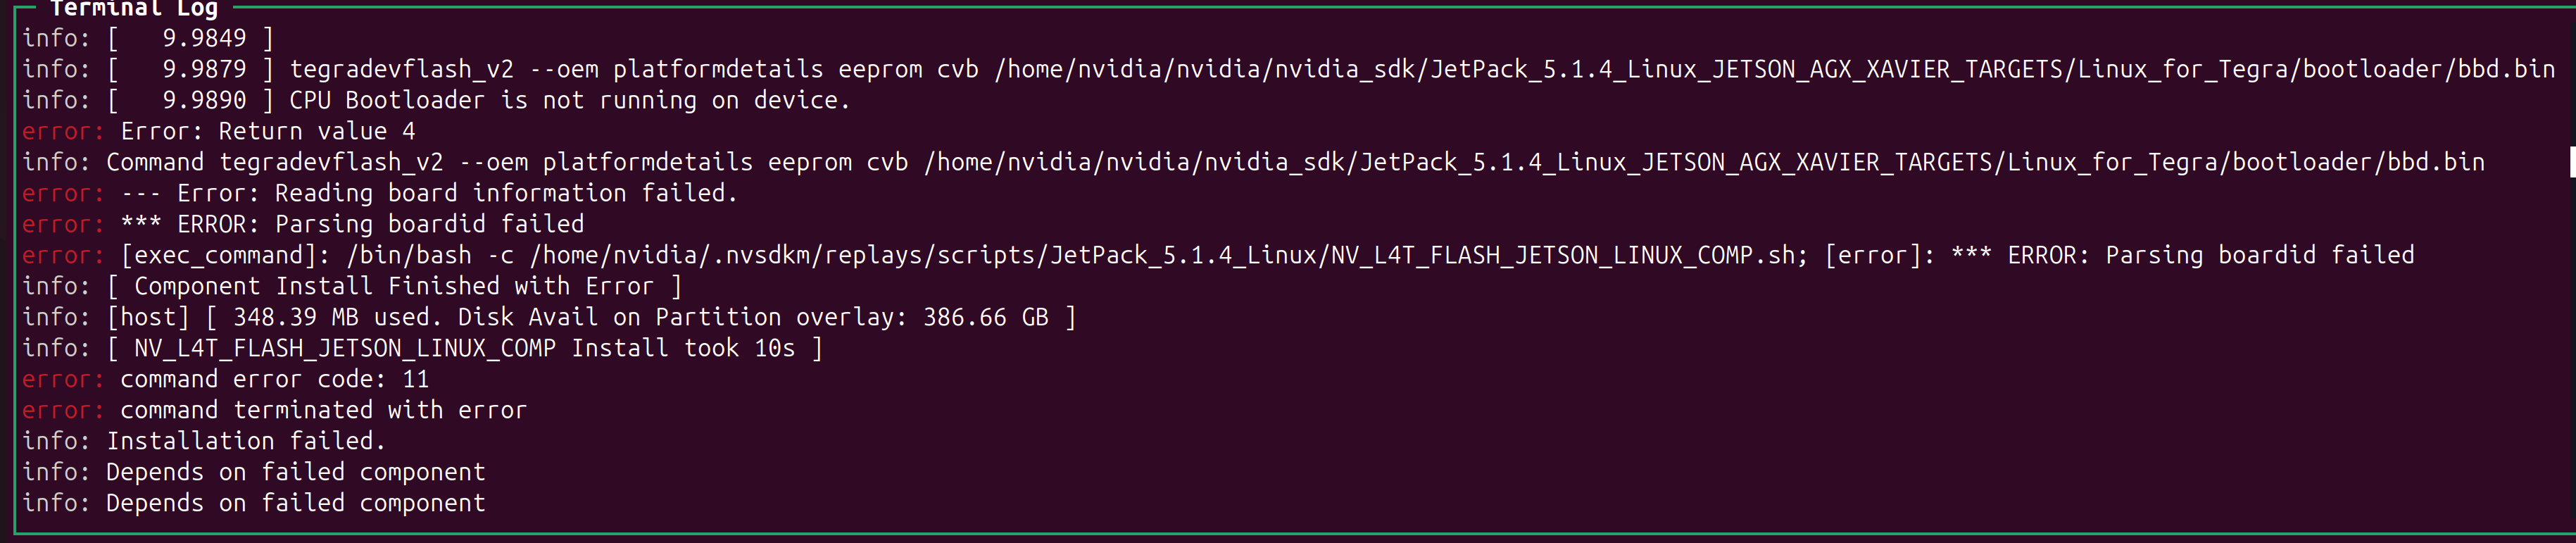 Terminal Log
info: [   9.9849 ]
info: [   9.9879 ] tegradevflash_v2 --oem platformdetails eeprom cvb /home/nvidia/nvidia/nvidia_sdk/JetPack_5.1.4_Linux_JETSON_AGX_XAVIER_TARGETS/Linux_for_Tegra/bootloader/bbd.bin
info: [   9.9890 ] CPU Bootloader is not running on device.
error: Error: Return value 4
info: Command tegradevflash_v2 --oem platformdetails eeprom cvb /home/nvidia/nvidia/nvidia_sdk/JetPack_5.1.4_Linux_JETSON_AGX_XAVIER_TARGETS/Linux_for_Tegra/bootloader/bbd.bin
error: --- Error: Reading board information failed.
error: *** ERROR: Parsing boardid failed
error: [exec_command]: /bin/bash -c /home/nvidia/.nvsdkm/replays/scripts/JetPack_5.1.4_Linux/NV_L4T_FLASH_JETSON_LINUX_COMP.sh; [error]: *** ERROR: Parsing boardid failed
info: [ Component Install Finished with Error ]
info: [host] [ 348.39 MB used. Disk Avail on Partition overlay: 386.66 GB ]
info: [ NV_L4T_FLASH_JETSON_LINUX_COMP Install took 10s ]
error: command error code: 11
error: command terminated with error
info: Installation failed.
info: Depends on failed component
info: Depends on failed component